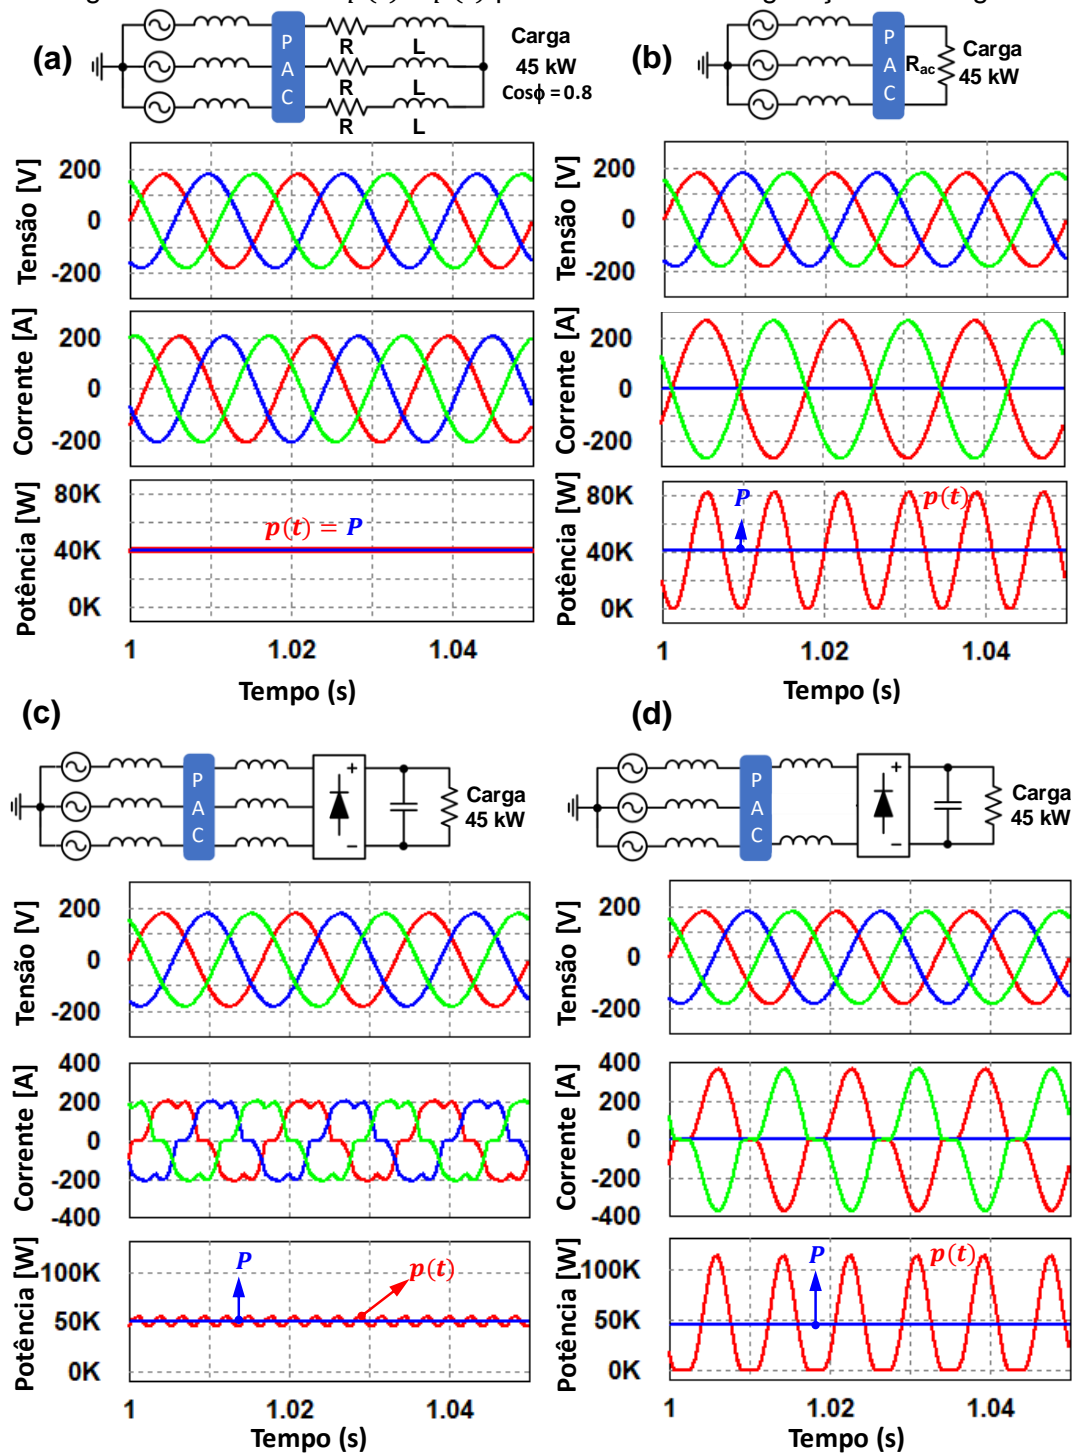 (a)
P
A
C
R
L
R
L
R
L
Carga
45 kW
Cosϕ = 0.8
Tensão [V]
200
0
-200
Corrente [A]
200
0
-200
Potência [W]
80K
40K
0K
p(t) = P
1
1.02
1.04
Tempo (s)
(b)
P
A
C
Rac
Carga
45 kW
Tensão [V]
200
0
-200
Corrente [A]
200
0
-200
Potência [W]
80K
40K
0K
P
p(t)
1
1.02
1.04
Tempo (s)
(c)
P
A
C
+
−
Carga
45 kW
Tensão [V]
200
0
-200
Corrente [A]
400
200
0
-200
-400
Potência [W]
100K
50K
0K
P
p(t)
1
1.02
1.04
Tempo (s)
(d)
P
A
C
+
−
Carga
45 kW
Tensão [V]
200
0
-200
Corrente [A]
400
200
0
-200
-400
Potência [W]
100K
50K
0K
P
p(t)
1
1.02
1.04
Tempo (s)